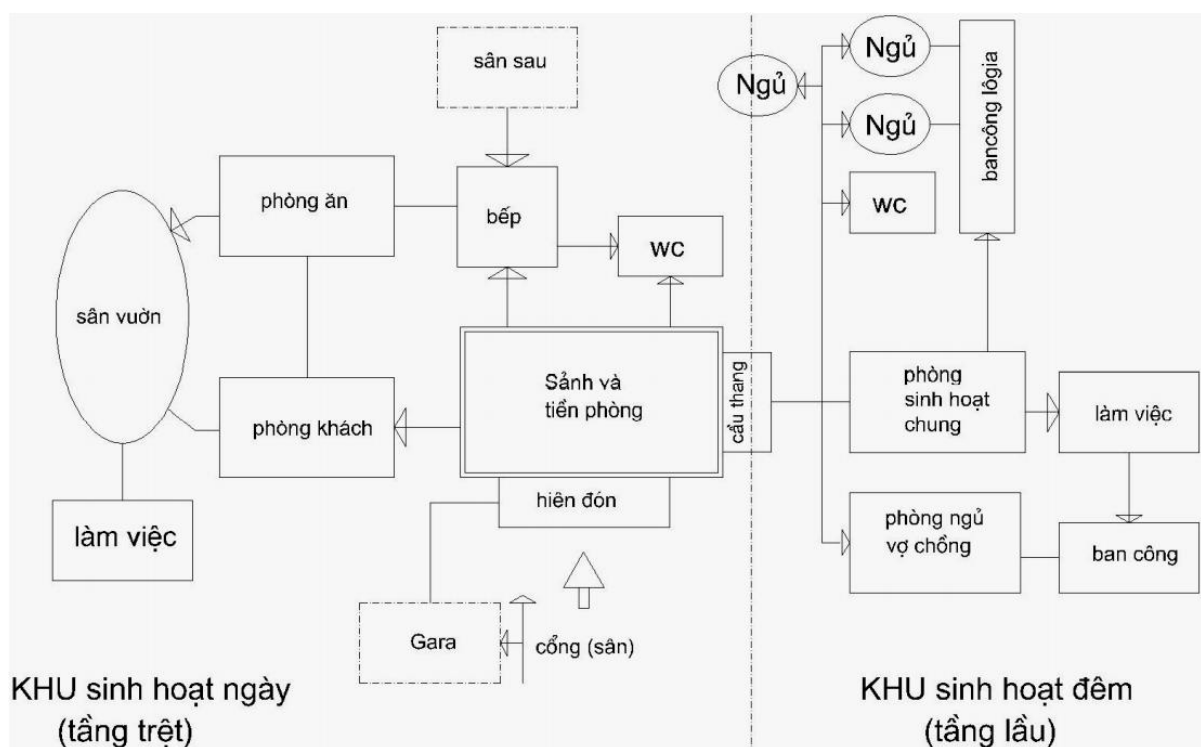 sân sau
phòng ăn
bếp
wc
sân vuờn
Sảnh và
tiền phòng
phòng khách
cầu thang
hiên đón
làm việc
Gara
cổng (sân)
KHU sinh hoạt ngày
(tầng trệt)
Ngủ
Ngủ
Ngủ
bancông lôgia
wc
phòng
sinh hoạt
chung
làm việc
phòng ngủ
vợ chồng
ban công
KHU sinh hoạt đêm
(tầng lầu)